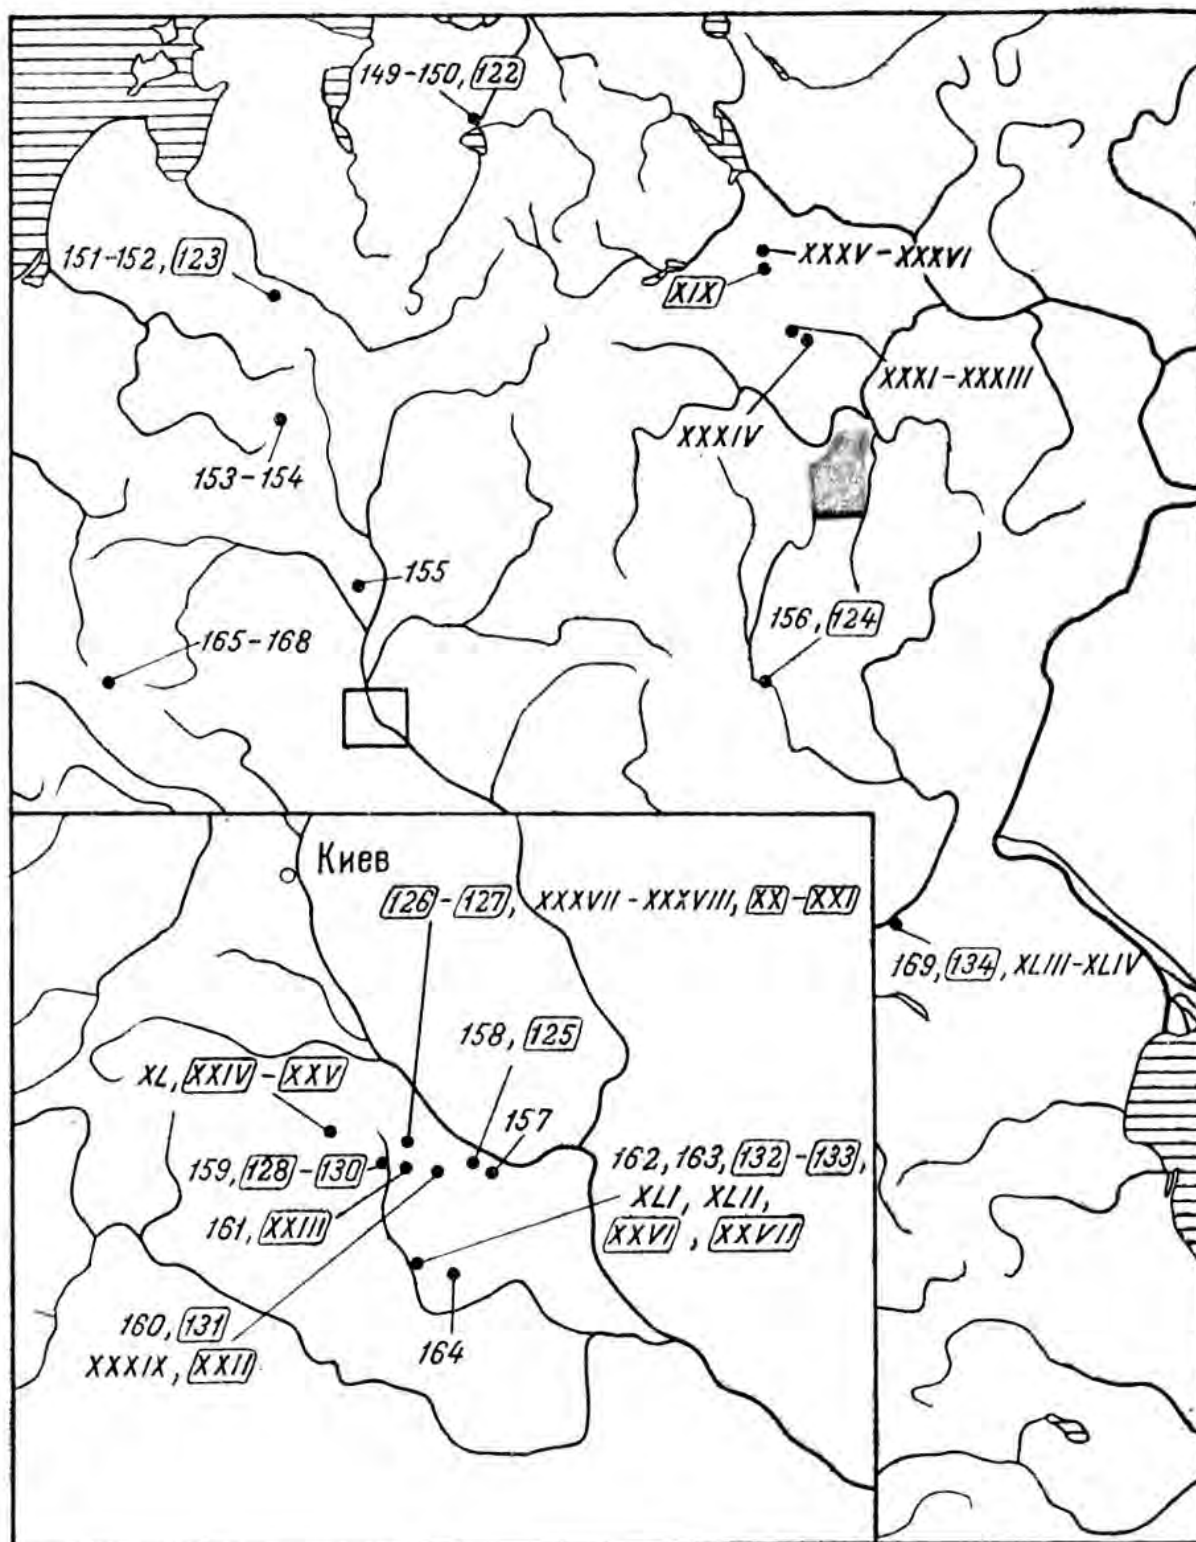 149-150, 122
151-152, 123
XXXV-XXXVI
XIX
XXXI-XXXIII
XXXIV
153-154
155
156, 124
165-168
Киев
126-127, XXXVII-XXXVIII, XX-XXI
169, 134, XLIII-XLIV
158, 125
XL, XXIV-XXV
157
159, 128-130
162, 163, 132-133,
XLI, XLII,
XXVI, XXVII
161, XXIII
160, 131
XXXIX, XXII
164